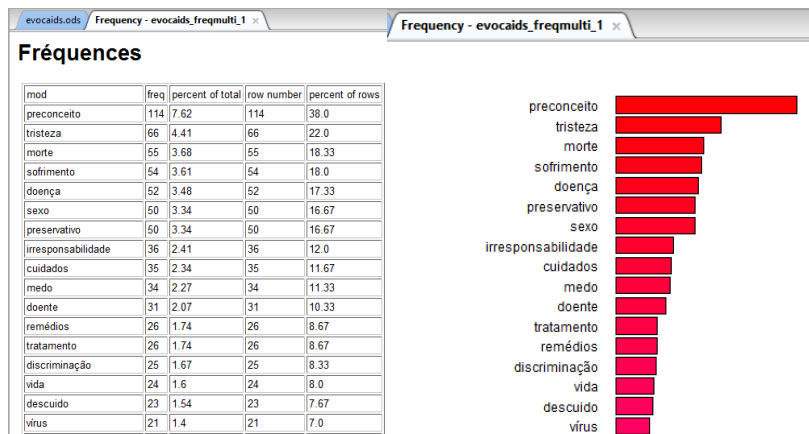 evocaids.ods Frequency - evocaids_freqmulti_1
Fréquences
mod freq percent of total row number percent of rows
preconceito 114 7.62 114 38.0
tristeza 66 4.41 66 22.0
morte 55 3.68 55 18.33
sofrimento 54 3.61 54 18.0
doença 52 3.48 52 17.33
sexo 50 3.34 50 16.67
preservativo 50 3.34 50 16.67
irresponsabilidade 36 2.41 36 12.0
cuidados 35 2.34 35 11.67
medo 34 2.27 34 11.33
doente 31 2.07 31 10.33
remédios 26 1.74 26 8.67
tratamento 26 1.74 26 8.67
discriminação 25 1.67 25 8.33
vida 24 1.6 24 8.0
descuido 23 1.54 23 7.67
vírus 21 1.4 21 7.0
Frequency - evocaids_freqmulti_1
preconceito
tristeza
morte
sofrimento
doença
preservativo
sexo
irresponsabilidade
cuidados
medo
doente
tratamento
remédios
discriminação
vida
descuido
vírus